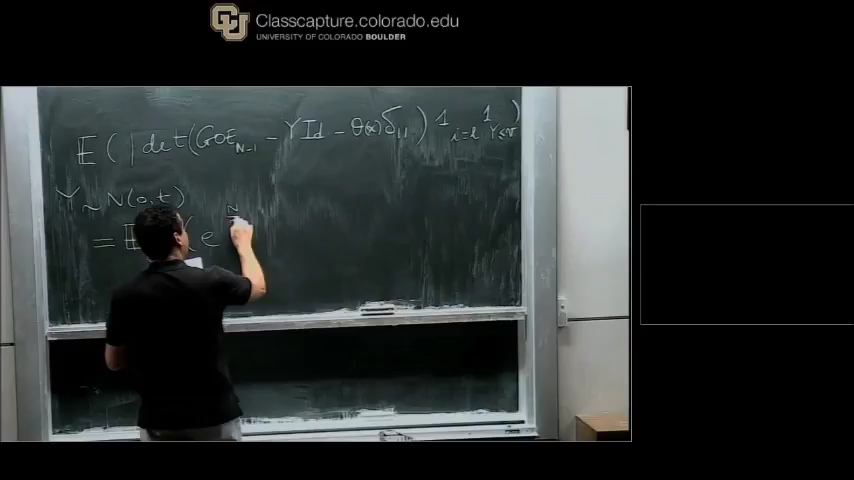 Classcapture.colorado.edu
UNIVERSITY OF COLORADO BOULDER
E ( | det (GOE_{N-1} - Y Id - θ(x) δ_{11} ) 1_{i=l} 1_{Y≤v} )
Y ~ N(0,t)
= E ( e^{N